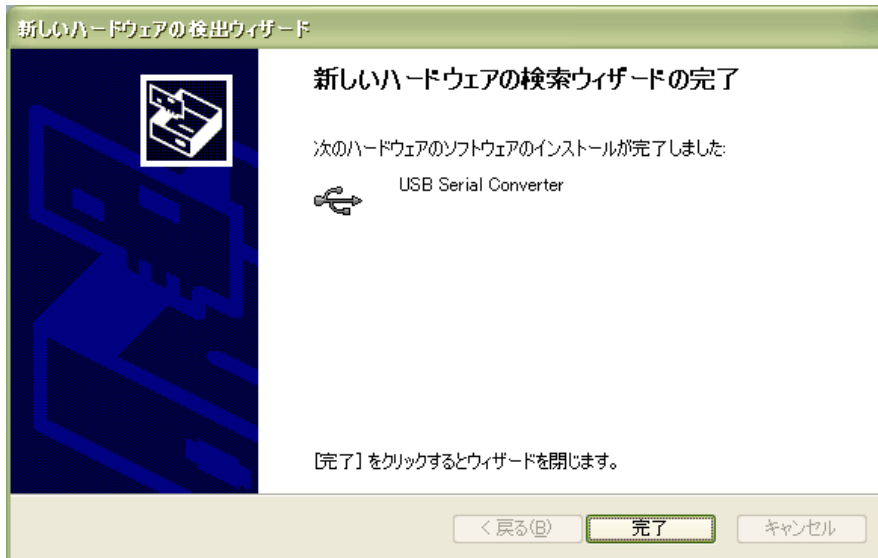 新しいハードウェアの検出ウィザード
新しいハードウェアの検索ウィザードの完了
次のハードウェアのソフトウェアのインストールが完了しました:
USB Serial Converter
[完了] をクリックするとウィザードを閉じます。
< 戻る(B)
完了
キャンセル